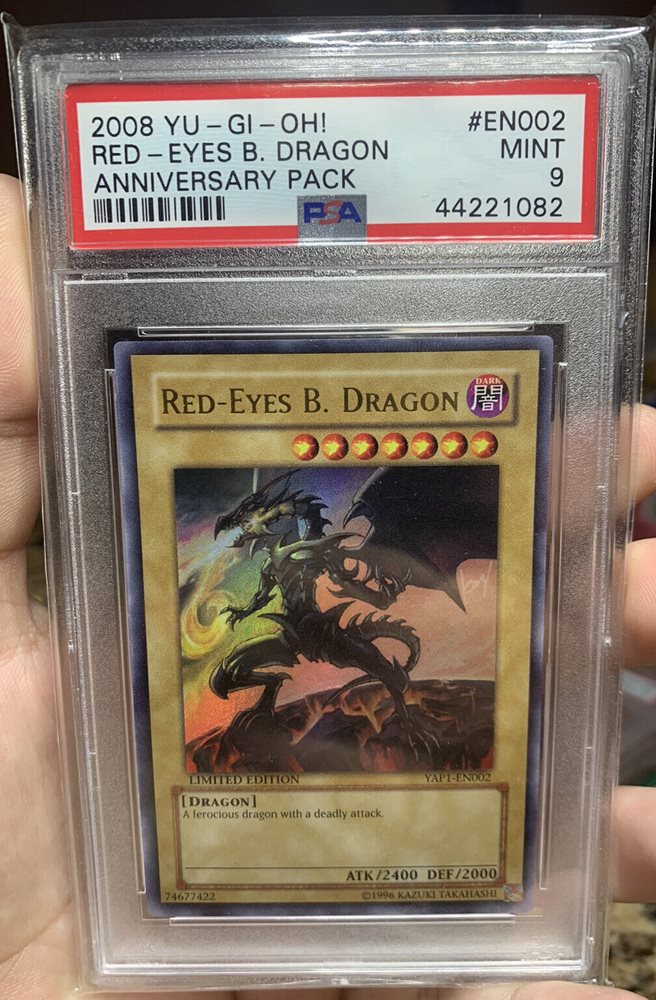 2008 YU-GI-OH! #EN002
RED-EYES B. DRAGON MINT
ANNIVERSARY PACK 9
PSA 44221082
RED-EYES B. DRAGON
DARK
闇
LIMITED EDITION YAP1-EN002
[DRAGON]
A ferocious dragon with a deadly attack.
ATK/2400 DEF/2000
74677422 ©1996 KAZUKI TAKAHASHI